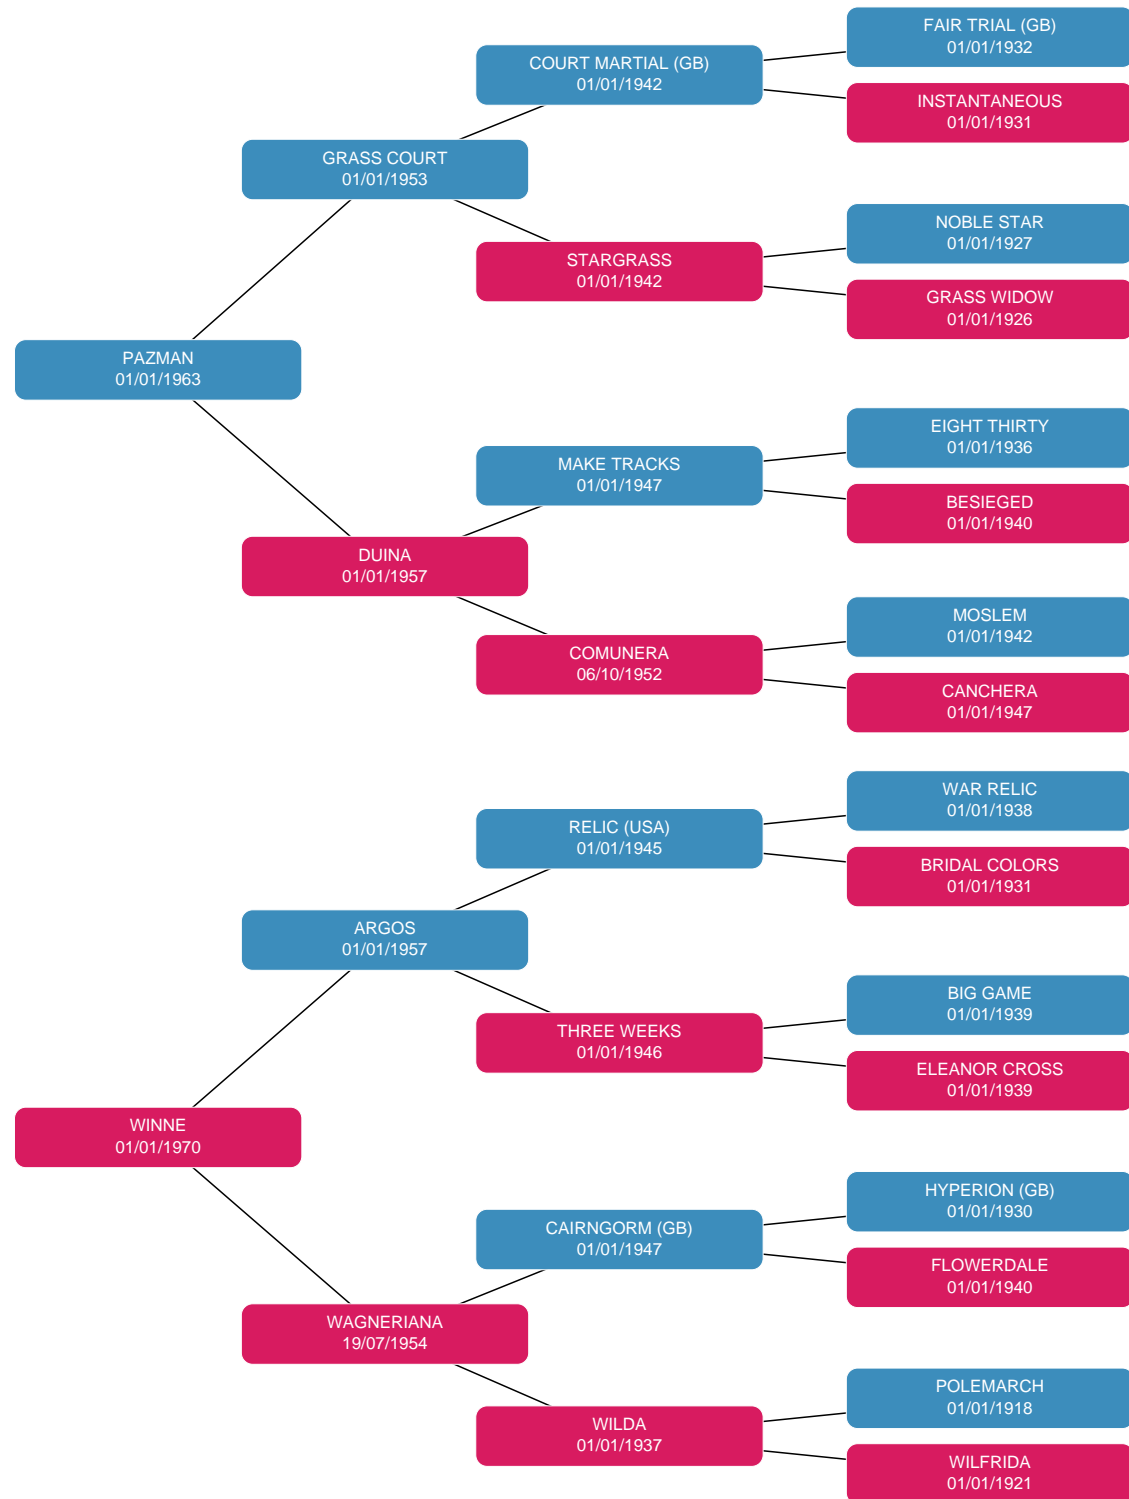 FAIR TRIAL (GB)
01/01/1932
COURT MARTIAL (GB)
01/01/1942
INSTANTANEOUS
01/01/1931
GRASS COURT
01/01/1953
NOBLE STAR
01/01/1927
STARGRASS
01/01/1942
GRASS WIDOW
01/01/1926
PAZMAN
01/01/1963
EIGHT THIRTY
01/01/1936
MAKE TRACKS
01/01/1947
BESIEGED
01/01/1940
DUINA
01/01/1957
MOSLEM
01/01/1942
COMUNERA
06/10/1952
CANCHERA
01/01/1947
WAR RELIC
01/01/1938
RELIC (USA)
01/01/1945
BRIDAL COLORS
01/01/1931
ARGOS
01/01/1957
BIG GAME
01/01/1939
THREE WEEKS
01/01/1946
ELEANOR CROSS
01/01/1939
WINNE
01/01/1970
HYPERION (GB)
01/01/1930
CAIRNGORM (GB)
01/01/1947
FLOWERDALE
01/01/1940
WAGNERIANA
19/07/1954
POLEMARCH
01/01/1918
WILDA
01/01/1937
WILFRIDA
01/01/1921